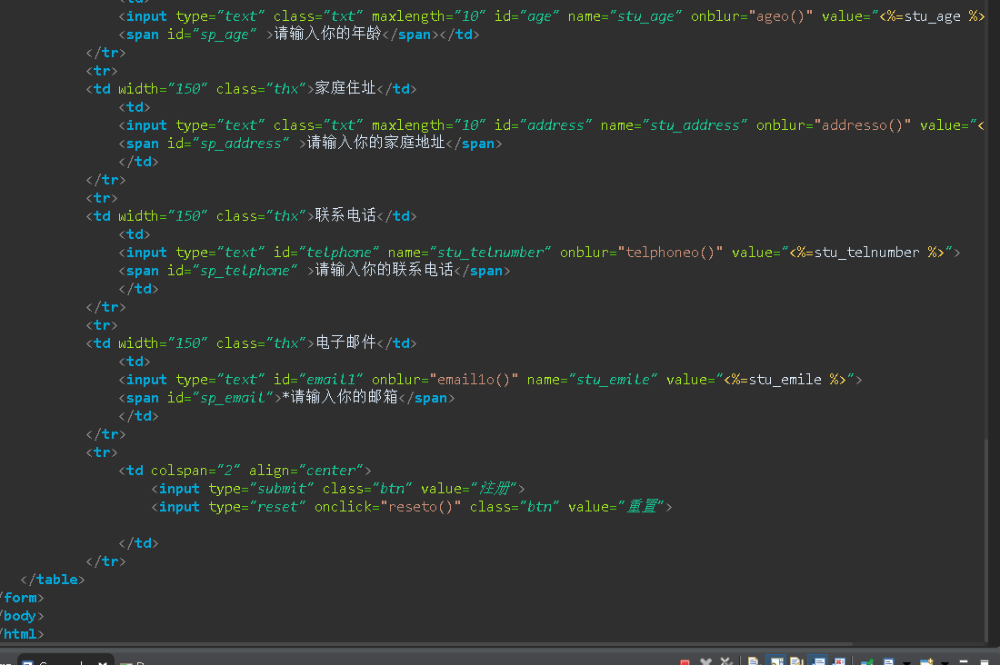 <input type="text" class="txt" maxlength="10" id="age" name="stu_age" onblur="ageo()" value="<%=stu_age %>
<span id="sp_age" >请输入你的年龄</span></td>
</tr>
<tr>
<td width="150" class="thx">家庭住址</td>
<td>
<input type="text" class="txt" maxlength="10" id="address" name="stu_address" onblur="addresso()" value="<
<span id="sp_address" >请输入你的家庭地址</span>
</td>
</tr>
<tr>
<td width="150" class="thx">联系电话</td>
<td>
<input type="text" id="telphone" name="stu_telnumber" onblur="telphoneo()" value="<%=stu_telnumber %>">
<span id="sp_telphone" >请输入你的联系电话</span>
</td>
</tr>
<tr>
<td width="150" class="thx">电子邮件</td>
<td>
<input type="text" id="email1" onblur="email1o()" name="stu_emile" value="<%=stu_emile %>">
<span id="sp_email">*请输入你的邮箱</span>
</td>
</tr>
<tr>
<td colspan="2" align="center">
<input type="submit" class="btn" value="注册">
<input type="reset" onclick="reseto()" class="btn" value="重置">
</td>
</tr>
</table>
/form>
/body>
/html>